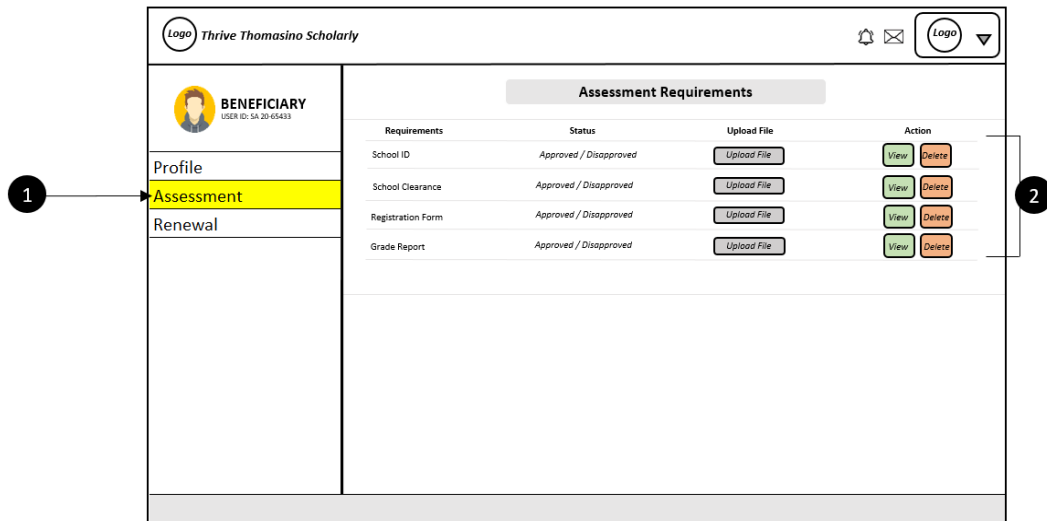 Logo Thrive Thomasino Scholarly Logo
BENEFICIARY
USER ID: SA 20-65433
Profile
1 Assessment
Renewal
Assessment Requirements
Requirements Status Upload File Action
School ID Approved / Disapproved Upload File View Delete
School Clearance Approved / Disapproved Upload File View Delete
Registration Form Approved / Disapproved Upload File View Delete
Grade Report Approved / Disapproved Upload File View Delete
2